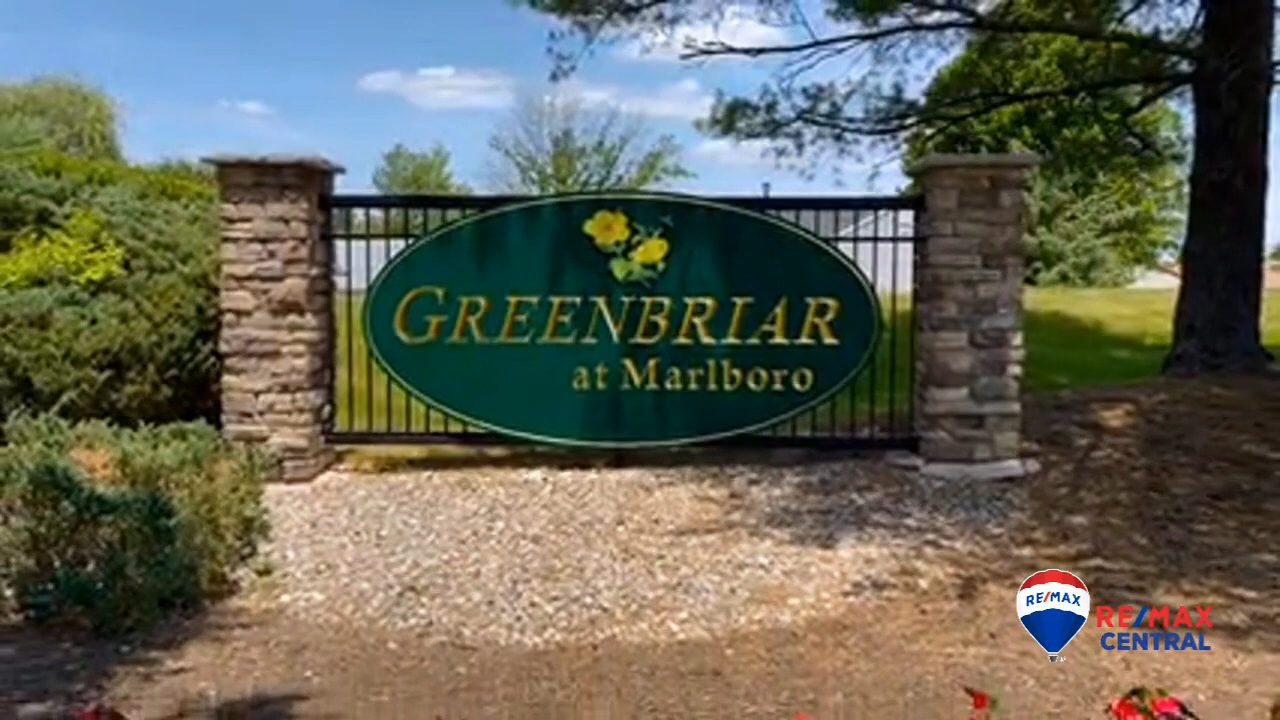 GREENBRIAR
at Marlboro
RE/MAX
RE/MAX
CENTRAL